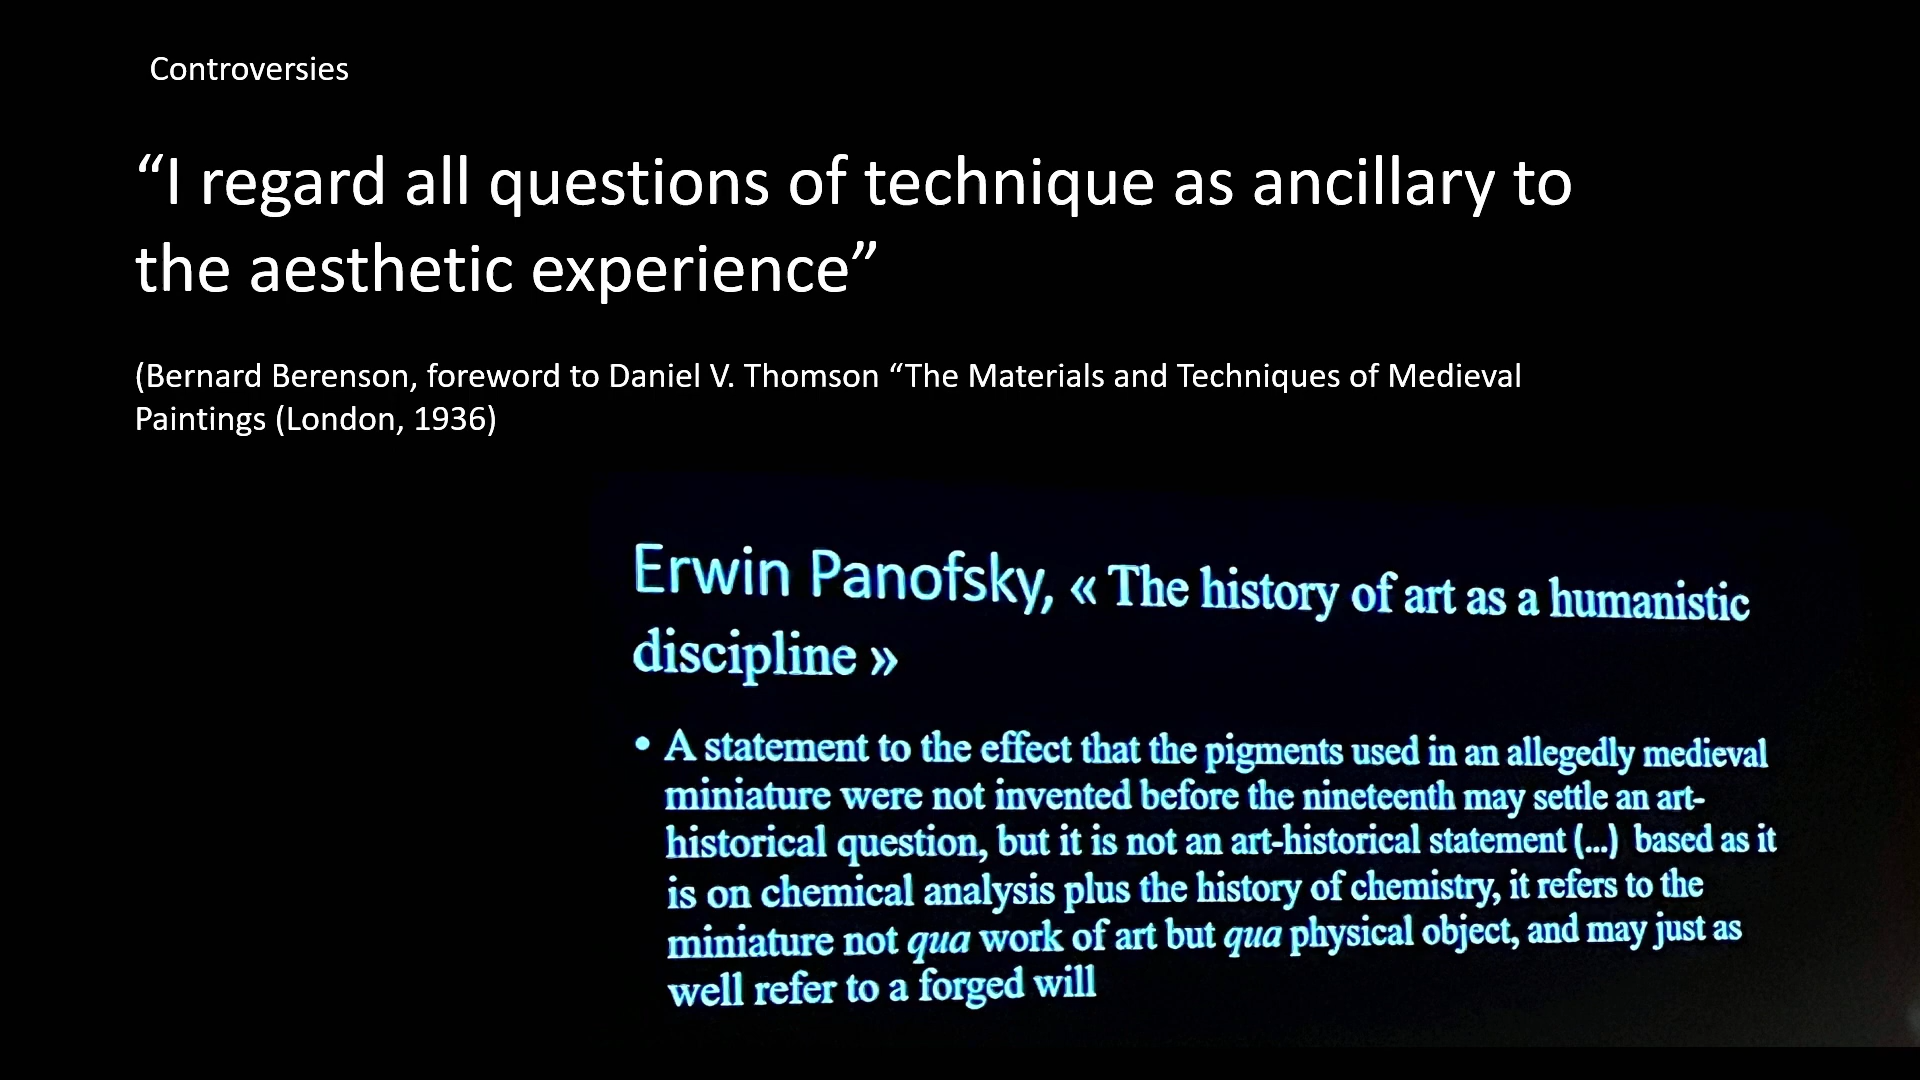 Controversies
“I regard all questions of technique as ancillary to
the aesthetic experience”
(Bernard Berenson, foreword to Daniel V. Thomson “The Materials and Techniques of Medieval
Paintings (London, 1936)
Erwin Panofsky, « The history of art as a humanistic
discipline »
• A statement to the effect that the pigments used in an allegedly medieval
miniature were not invented before the nineteenth may settle an art-
historical question, but it is not an art-historical statement (...) based as it
is on chemical analysis plus the history of chemistry, it refers to the
miniature not qua work of art but qua physical object, and may just as
well refer to a forged will